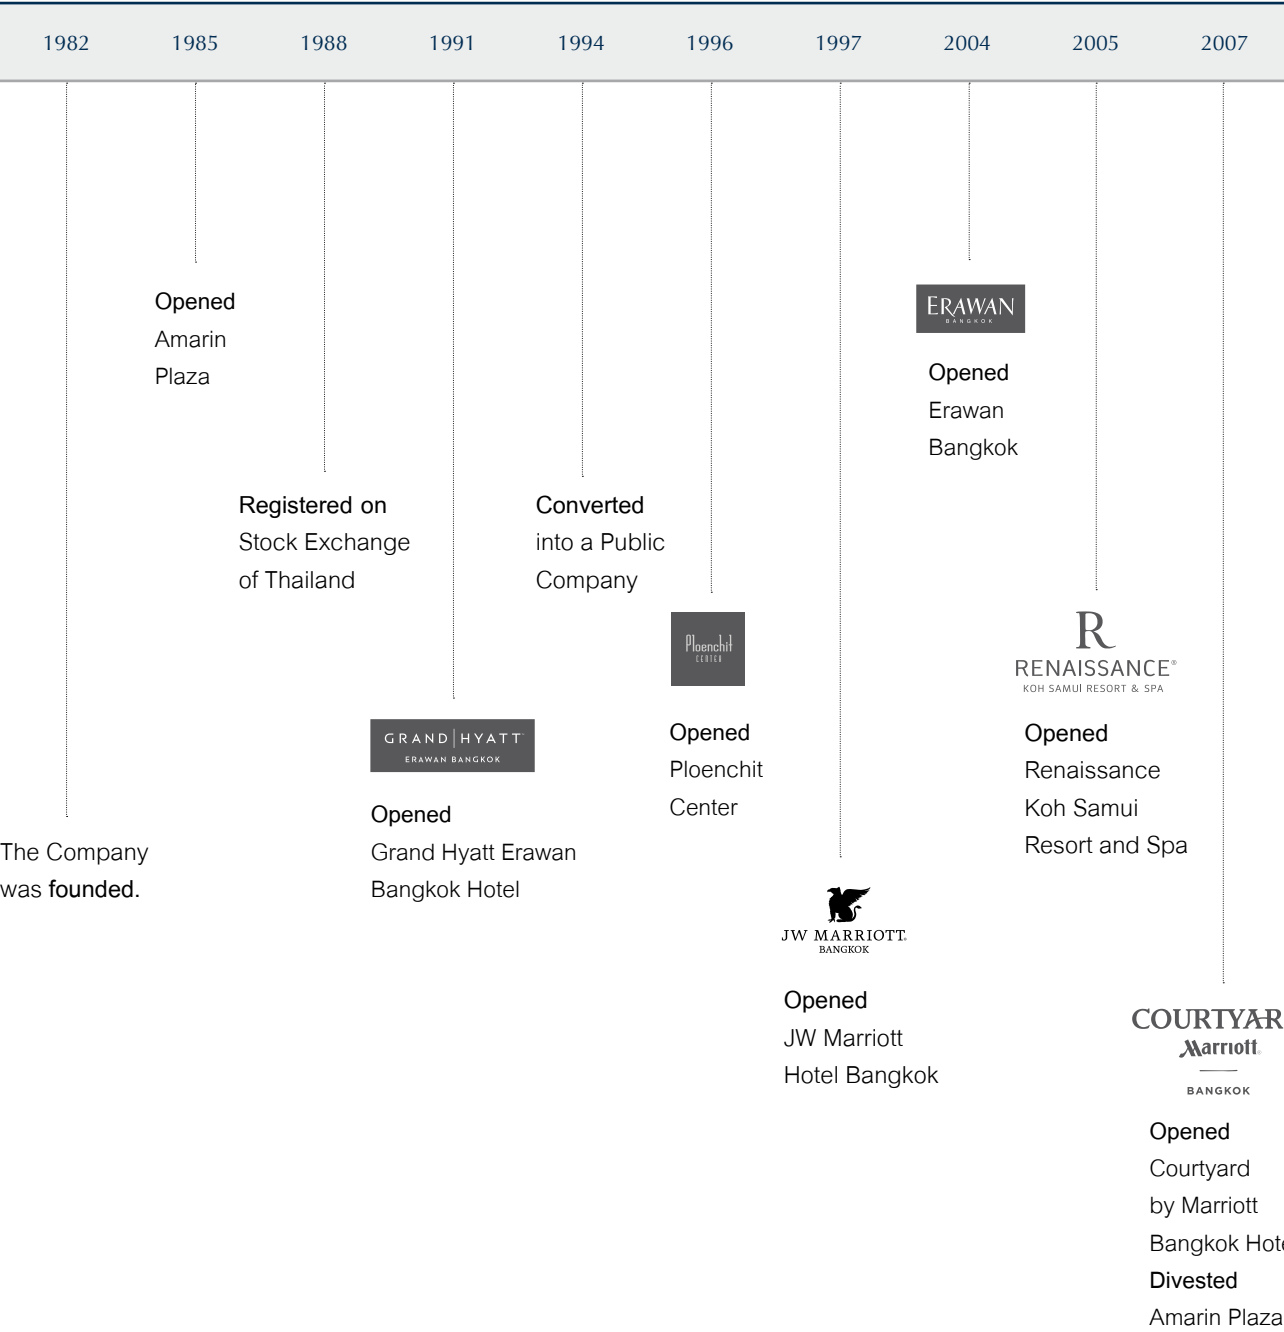 1982 1985 1988 1991 1994 1996 1997 2004 2005 2007
The Company
was founded.
Opened
Amarin
Plaza
Registered on
Stock Exchange
of Thailand
GRAND HYATT
ERAWAN BANGKOK
Opened
Grand Hyatt Erawan
Bangkok Hotel
Converted
into a Public
Company
Ploenchit
CENTER
Opened
Ploenchit
Center
JW MARRIOTT®
BANGKOK
Opened
JW Marriott
Hotel Bangkok
ERAWAN
BANGKOK
Opened
Erawan
Bangkok
R
RENAISSANCE®
KOH SAMUI RESORT & SPA
Opened
Renaissance
Koh Samui
Resort and Spa
COURTYAR
Marriott®
BANGKOK
Opened
Courtyard
by Marriott
Bangkok Hote
Divested
Amarin Plaza